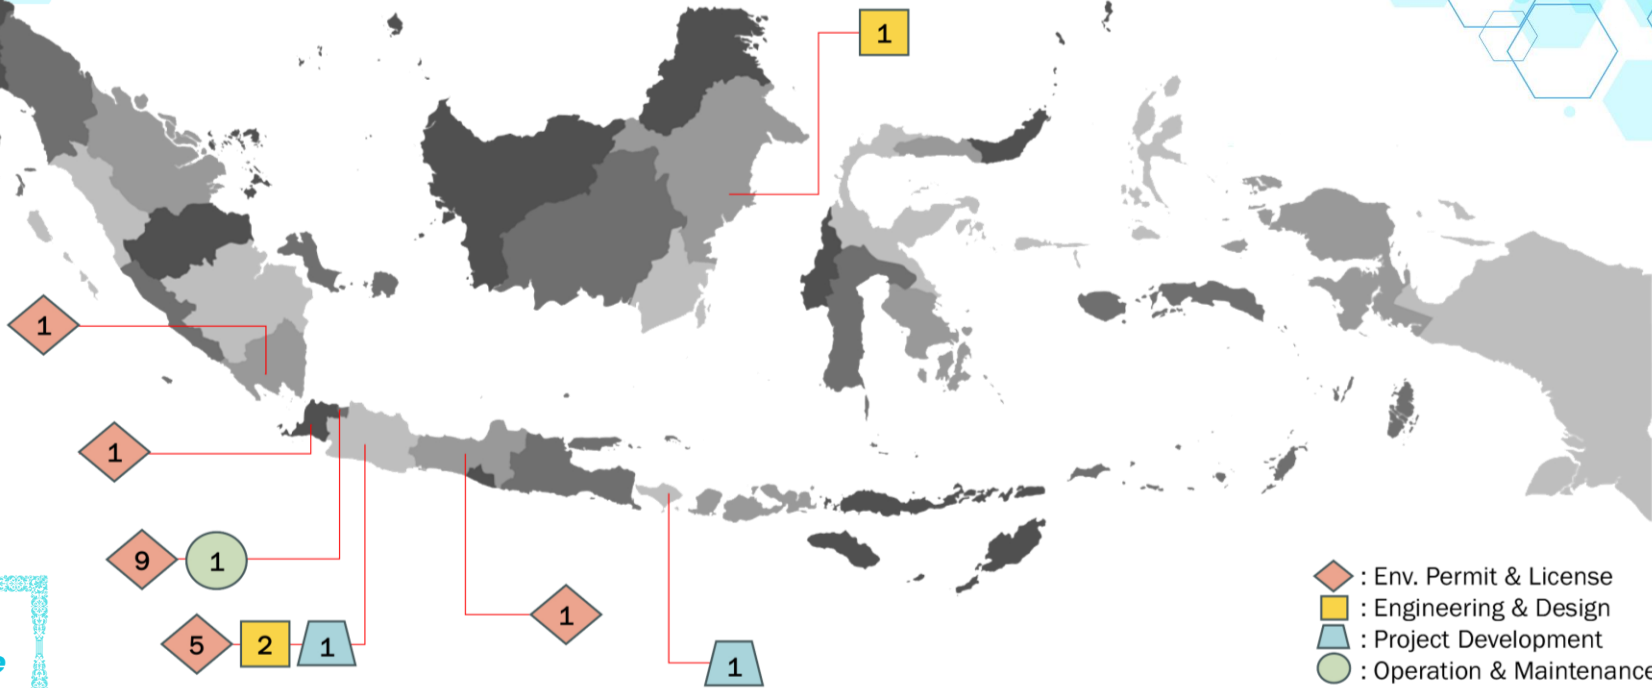 1
1
1
9 1
5 2 1
1
1
: Env. Permit & License
: Engineering & Design
: Project Development
: Operation & Maintenance
e